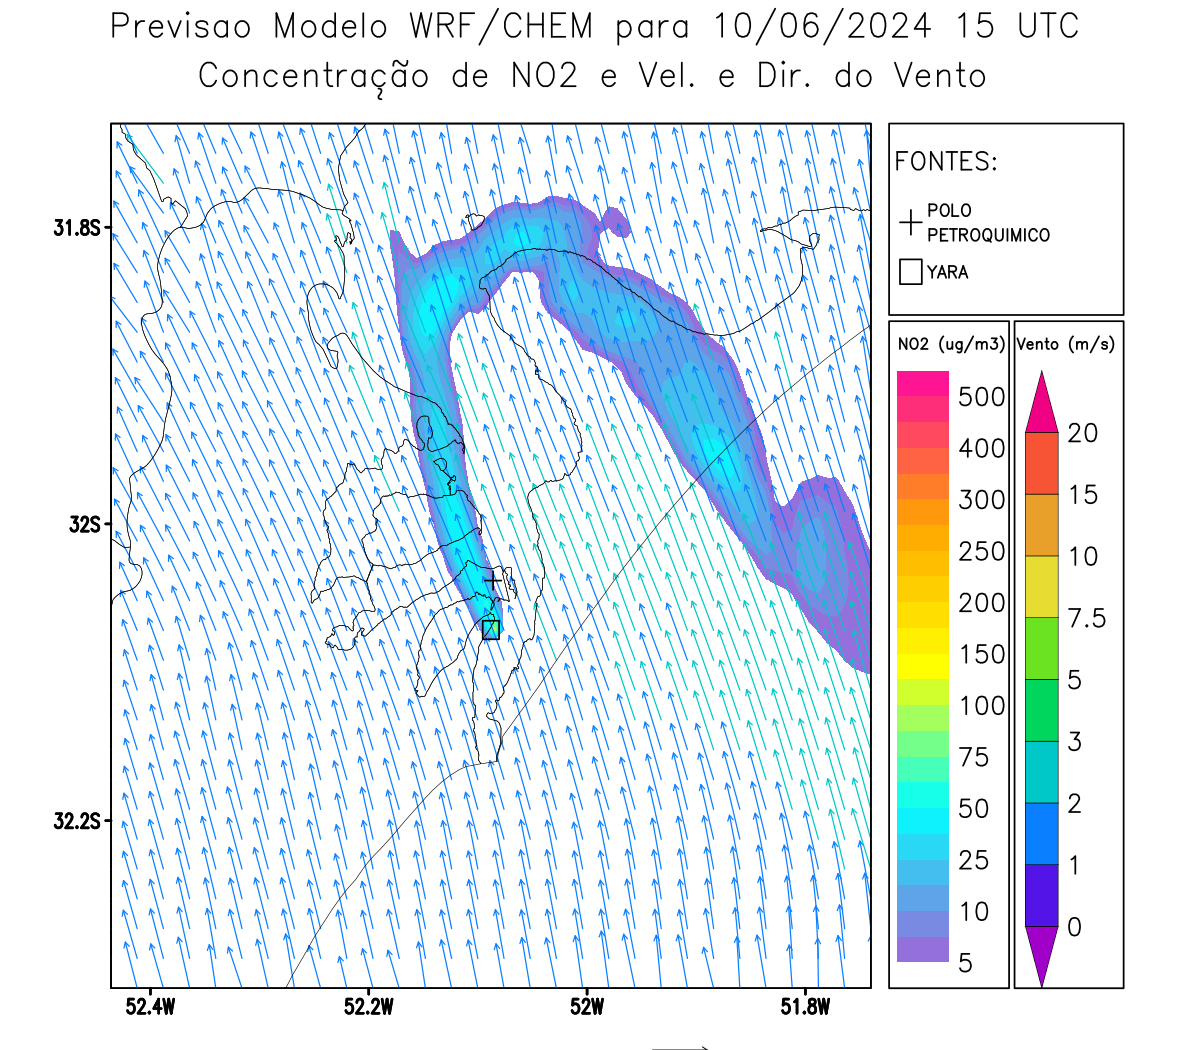 Previsao Modelo WRF/CHEM para 10/06/2024 15 UTC
Concentração de NO2 e Vel. e Dir. do Vento
FONTES:
POLO
PETROQUIMICO
YARA
NO2 (ug/m3)
500
400
300
250
200
150
100
75
50
25
10
5
Vento (m/s)
20
15
10
7.5
5
3
2
1
0
31.8S
32S
32.2S
52.4W
52.2W
52W
51.8W